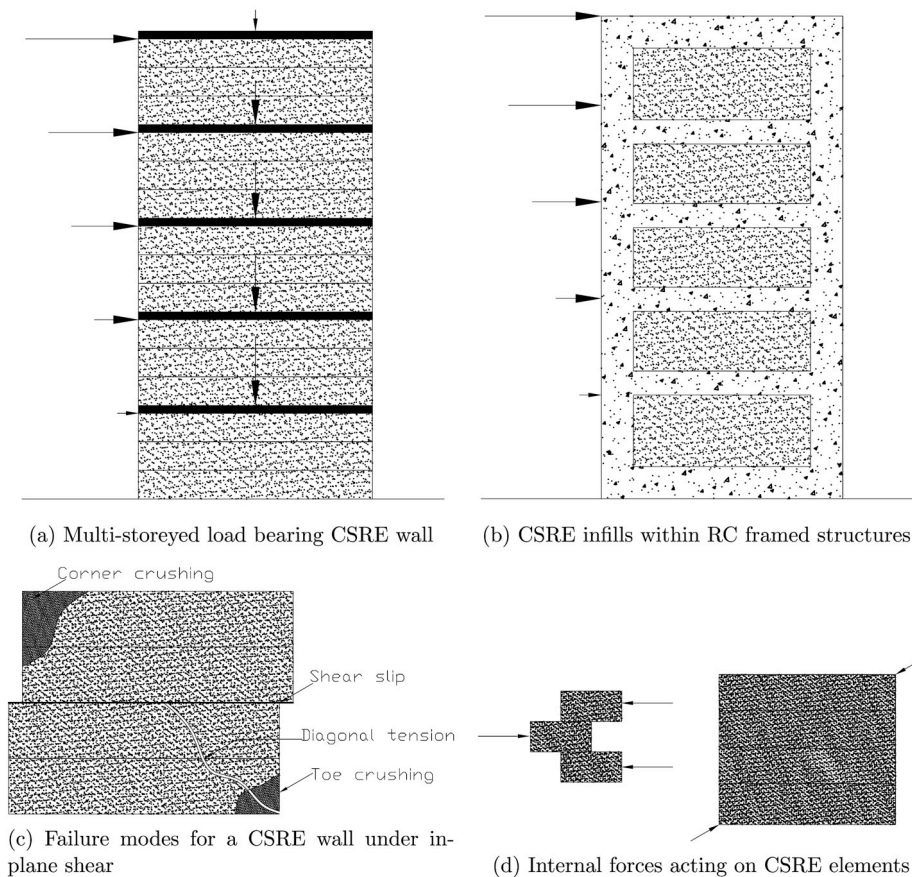 (a) Multi-storeyed load bearing CSRE wall
(b) CSRE infills within RC framed structures
Corner crushing
Shear slip
Diagonal tension
Toe crushing
(c) Failure modes for a CSRE wall under in-
plane shear
(d) Internal forces acting on CSRE elements